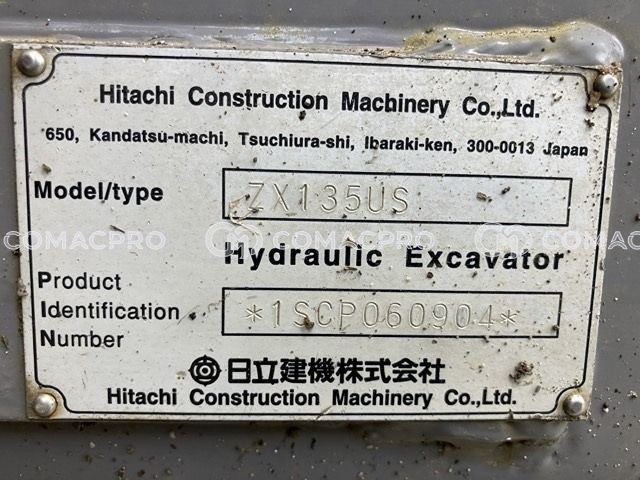 Hitachi Construction Machinery Co.,Ltd.
650, Kandatsu-machi, Tsuchiura-shi, Ibaraki-ken, 300-0013 Japan
Model/type ZX135US
COMACPRO COMACPRO COMACPRO
Hydraulic Excavator
Product
Identification *1SCP060904*
Number
日立建機株式会社
Hitachi Construction Machinery Co.,Ltd.